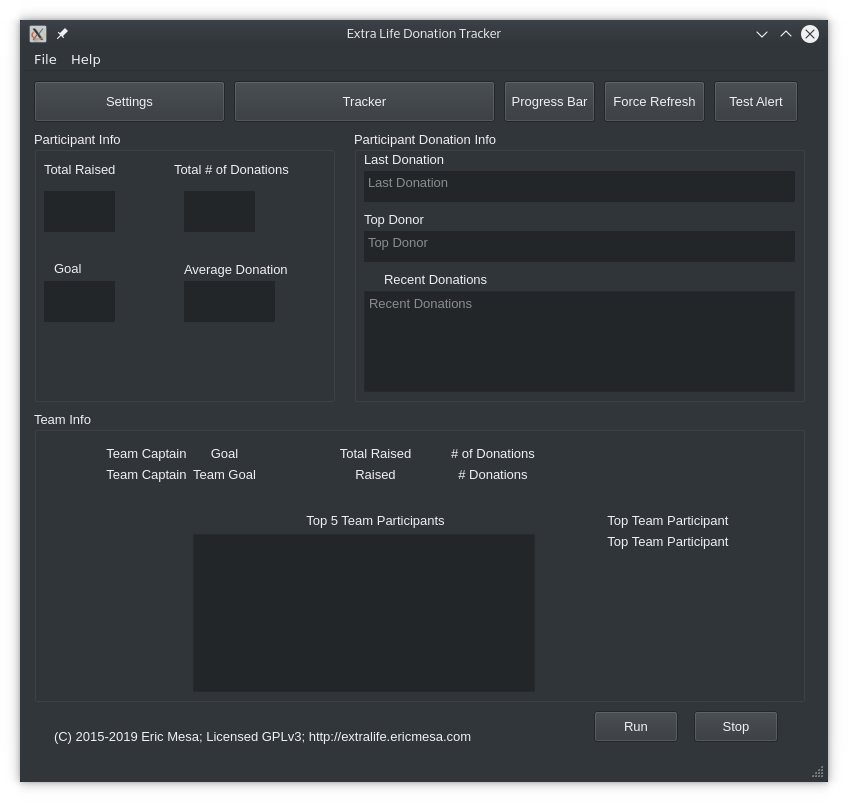 Extra Life Donation Tracker
File Help
Settings Tracker Progress Bar Force Refresh Test Alert
Participant Info
Total Raised Total # of Donations
Goal Average Donation
Participant Donation Info
Last Donation
Last Donation
Top Donor
Top Donor
Recent Donations
Recent Donations
Team Info
Team Captain Goal Total Raised # of Donations
Team Captain Team Goal Raised # Donations
Top 5 Team Participants Top Team Participant
Top Team Participant
Run Stop
(C) 2015-2019 Eric Mesa; Licensed GPLv3; http://extralife.ericmesa.com